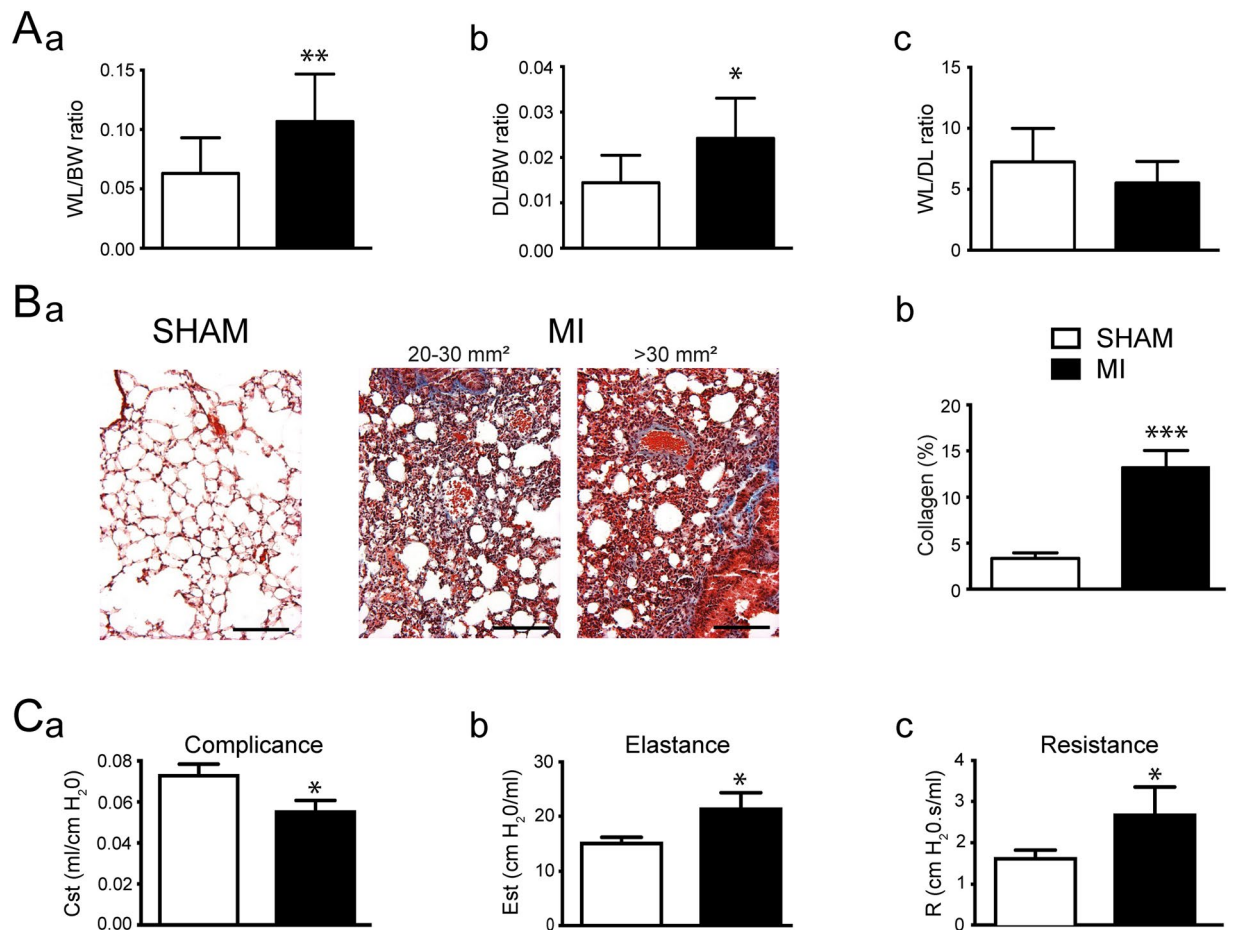 Aa
b
c
WL/BW ratio
0.15
0.10
0.05
0.00
**
DL/BW ratio
0.04
0.03
0.02
0.01
0.00
*
WL/DL ratio
15
10
5
0
Ba
SHAM
MI
20-30 mm²
>30 mm²
b
SHAM
MI
Collagen (%)
20
15
10
5
0
***
Ca
Complicance
Cst (ml/cm H₂0)
0.08
0.06
0.04
0.02
0.00
*
b
Elastance
Est (cm H₂0/ml)
30
20
10
0
*
c
Resistance
R (cm H₂0.s/ml)
4
3
2
1
0
*